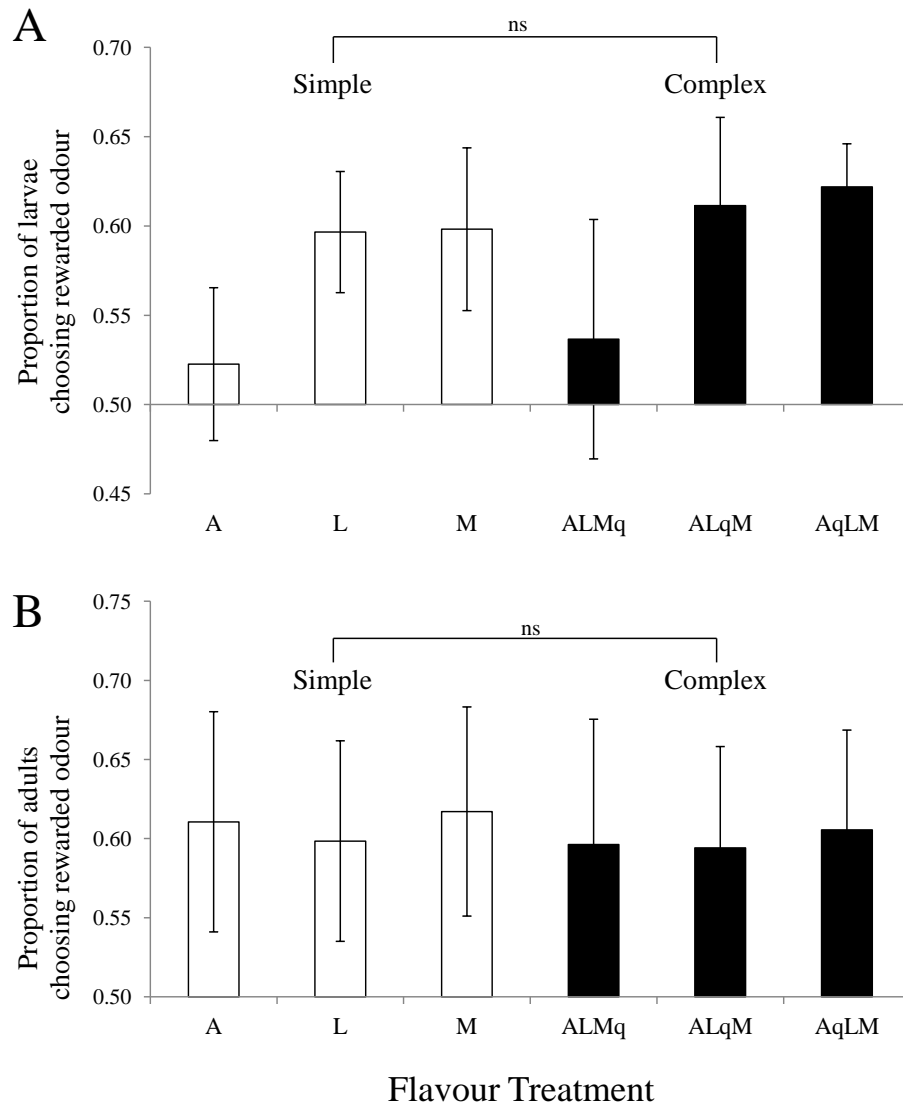 A
ns
Simple Complex
Proportion of larvae
choosing rewarded odour
0.70
0.65
0.60
0.55
0.50
0.45
A L M ALMq ALqM AqLM
B
ns
Simple Complex
Proportion of adults
choosing rewarded odour
0.75
0.70
0.65
0.60
0.55
0.50
A L M ALMq ALqM AqLM
Flavour Treatment